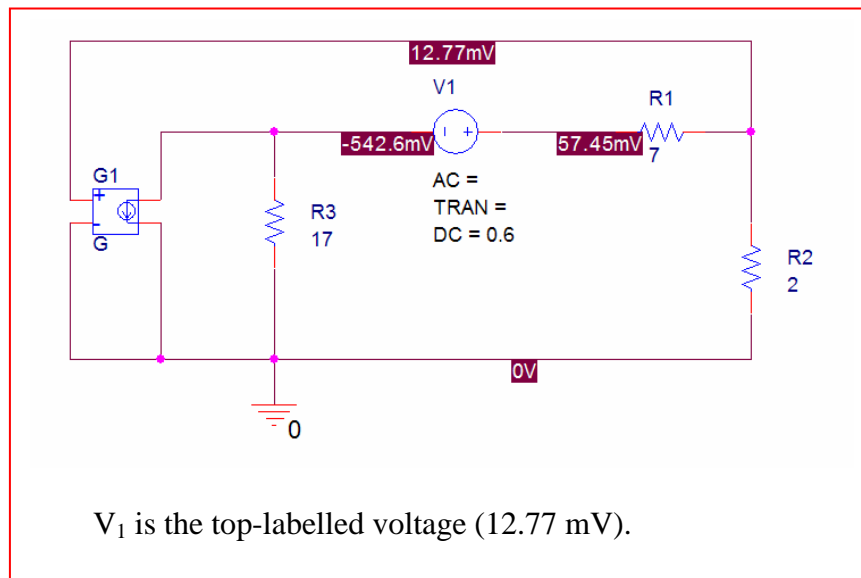 12.77mV
V1
R1
-542.6mV
57.45mV
7
G1
+
-
G
R3
17
AC =
TRAN =
DC = 0.6
R2
2
0V
0
V₁ is the top-labelled voltage (12.77 mV).